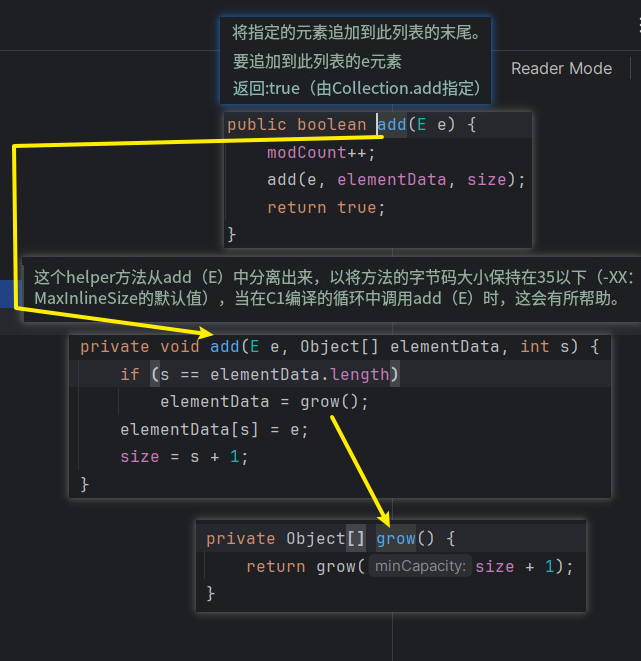 将指定的元素追加到此列表的末尾。
要追加到此列表的e元素
返回:true（由Collection.add指定）
Reader Mode
public boolean add(E e) {
modCount++;
add(e, elementData, size);
return true;
}
这个helper方法从add（E）中分离出来，以将方法的字节码大小保持在35以下（-XX：
MaxInlineSize的默认值），当在C1编译的循环中调用add（E）时，这会有所帮助。
private void add(E e, Object[] elementData, int s) {
if (s == elementData.length)
elementData = grow();
elementData[s] = e;
size = s + 1;
}
private Object[] grow() {
return grow( minCapacity: size + 1);
}